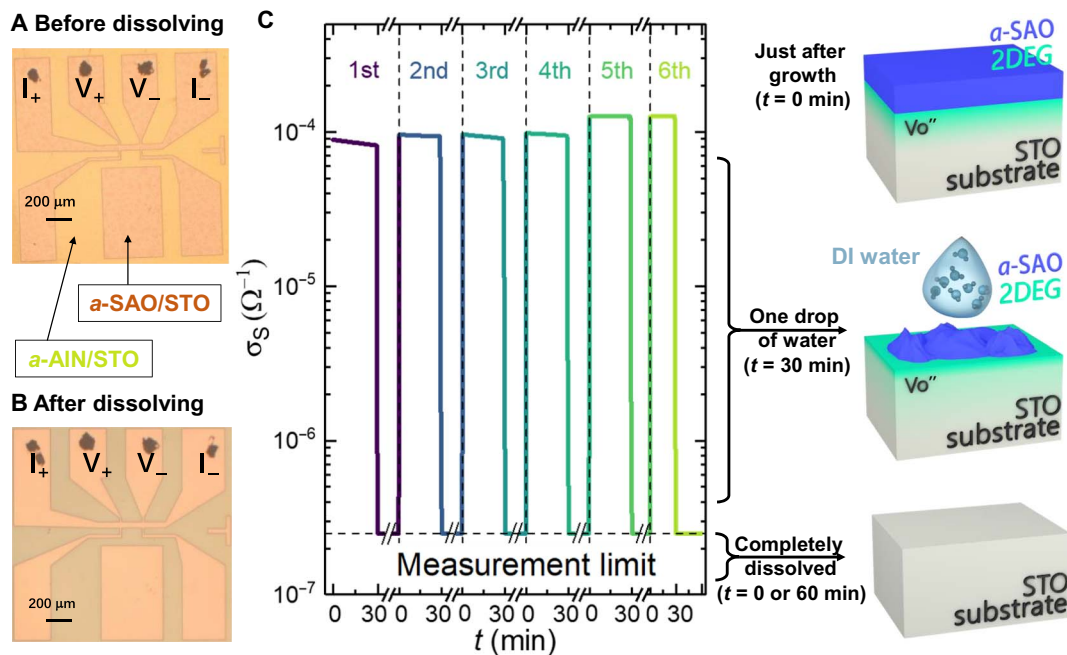 A Before dissolving
I+ V+ V− I−
200 µm
a-SAO/STO
a-AlN/STO
B After dissolving
I+ V+ V− I−
200 µm
C
1st 2nd 3rd 4th 5th 6th
10⁻⁴
10⁻⁵
10⁻⁶
10⁻⁷
σS (Ω⁻¹)
Measurement limit
0 30 0 30 0 30 0 30 0 30 0 30
t (min)
Just after
growth
(t = 0 min)
a-SAO
2DEG
Vo''
STO
substrate
DI water
One drop
of water
(t = 30 min)
a-SAO
2DEG
Vo''
STO
substrate
Completely
dissolved
(t = 0 or 60 min)
STO
substrate